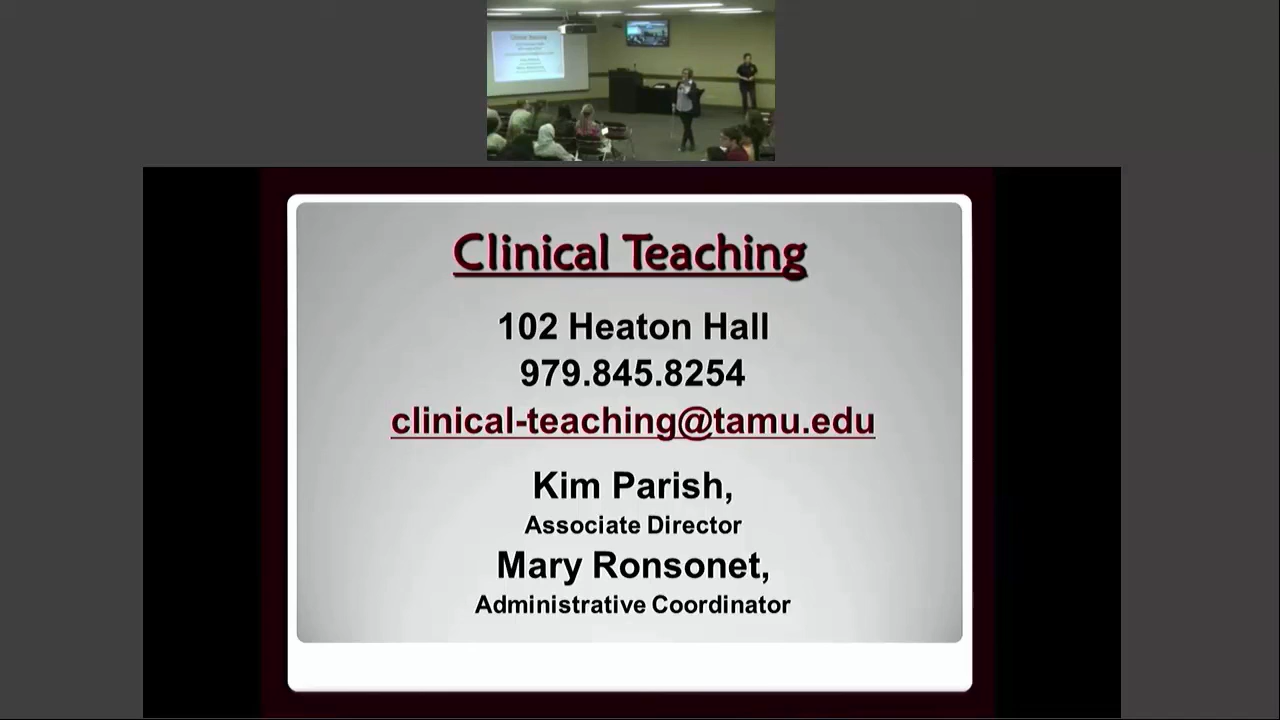 Clinical Teaching
102 Heaton Hall
979.845.8254
clinical-teaching@tamu.edu
Kim Parish,
Associate Director
Mary Ronsonet,
Administrative Coordinator